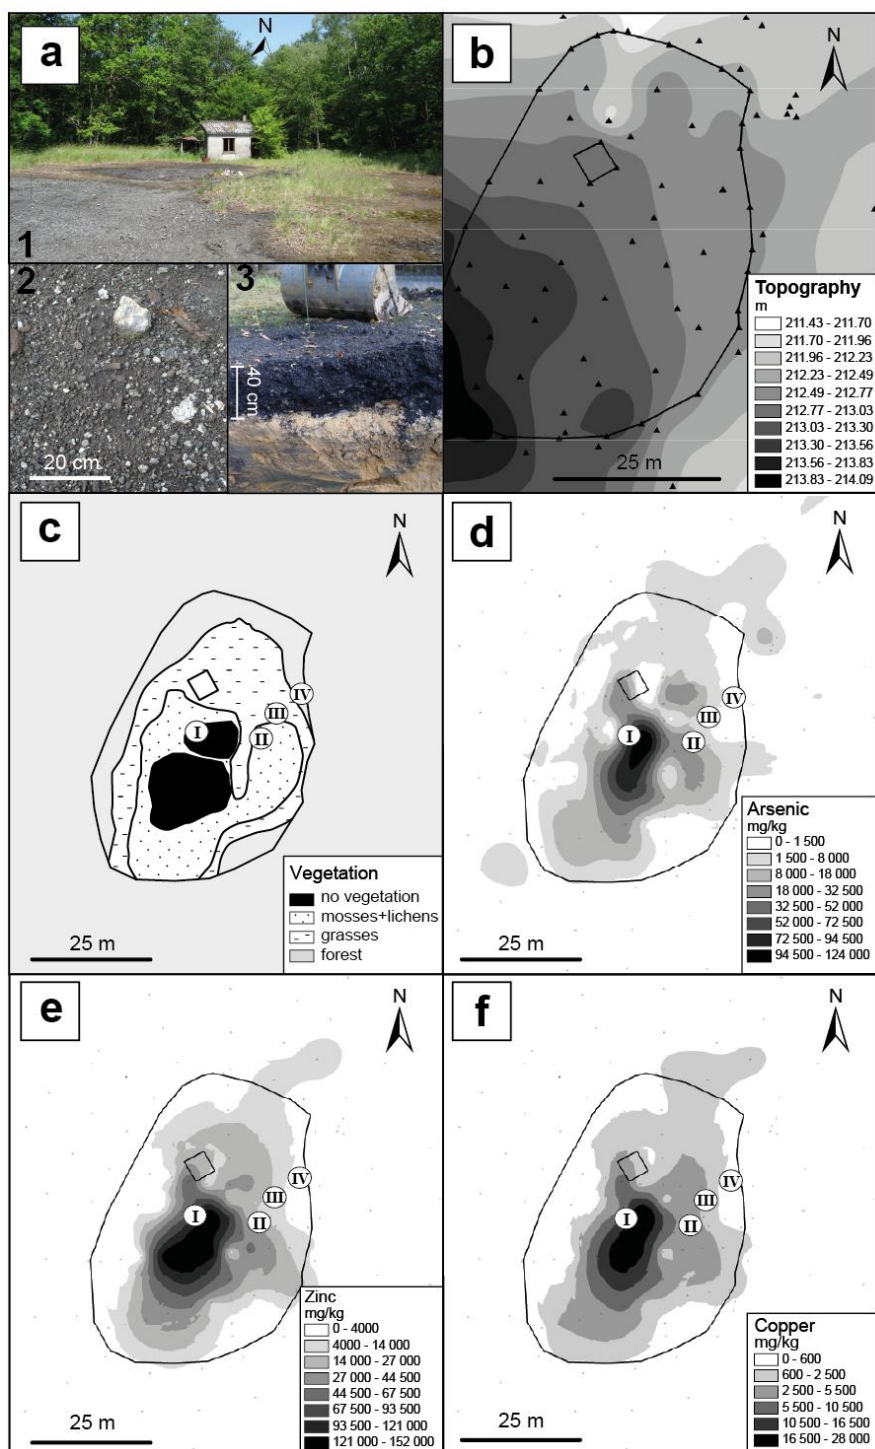 a
N
1
2
20 cm
3
40 cm
b
N
Topography
m
211.43 - 211.70
211.70 - 211.96
211.96 - 212.23
212.23 - 212.49
212.49 - 212.77
212.77 - 213.03
213.03 - 213.30
213.30 - 213.56
213.56 - 213.83
213.83 - 214.09
25 m
c
N
I
II
III
IV
Vegetation
no vegetation
mosses+lichens
grasses
forest
25 m
d
N
I
II
III
IV
Arsenic
mg/kg
0 - 1 500
1 500 - 8 000
8 000 - 18 000
18 000 - 32 500
32 500 - 52 000
52 000 - 72 500
72 500 - 94 500
94 500 - 124 000
25 m
e
N
I
II
III
IV
Zinc
mg/kg
0 - 4000
4000 - 14 000
14 000 - 27 000
27 000 - 44 500
44 500 - 67 500
67 500 - 93 500
93 500 - 121 000
121 000 - 152 000
25 m
f
N
I
II
III
IV
Copper
mg/kg
0 - 600
600 - 2 500
2 500 - 5 500
5 500 - 10 500
10 500 - 16 500
16 500 - 28 000
25 m